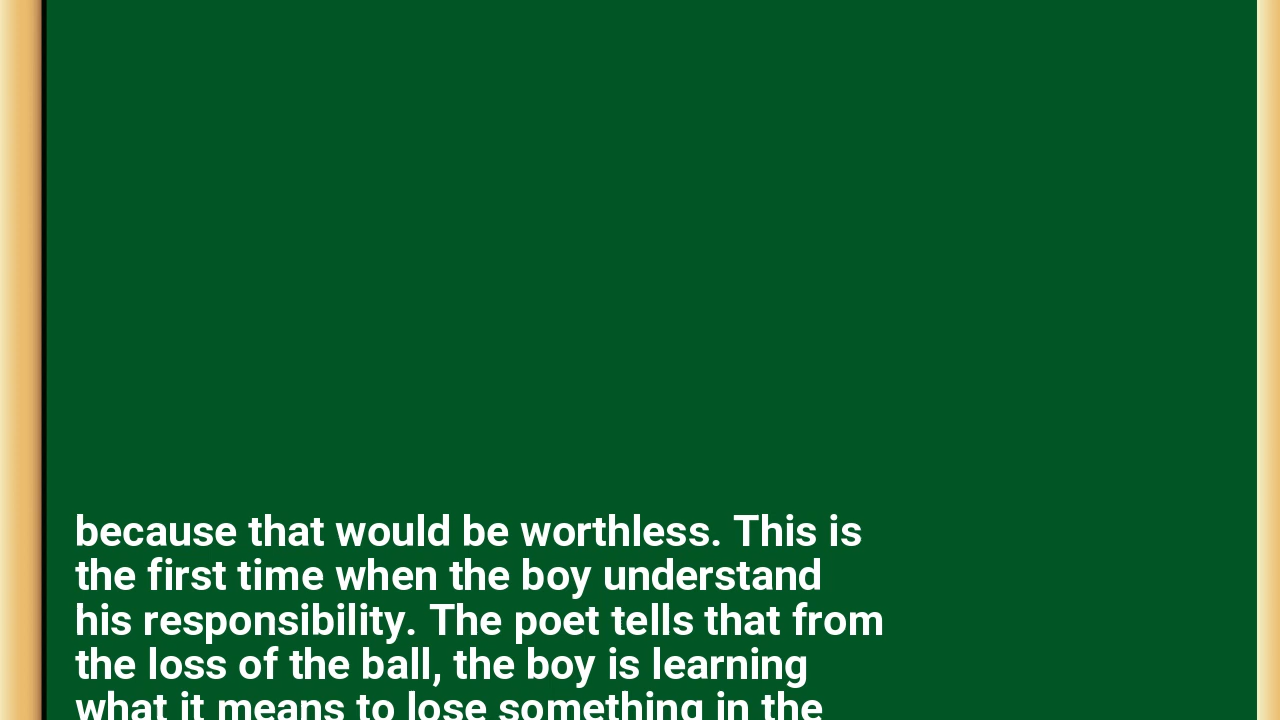 because that would be worthless. This is
the first time when the boy understand
his responsibility. The poet tells that from
the loss of the ball, the boy is learning
what it means to lose something in the